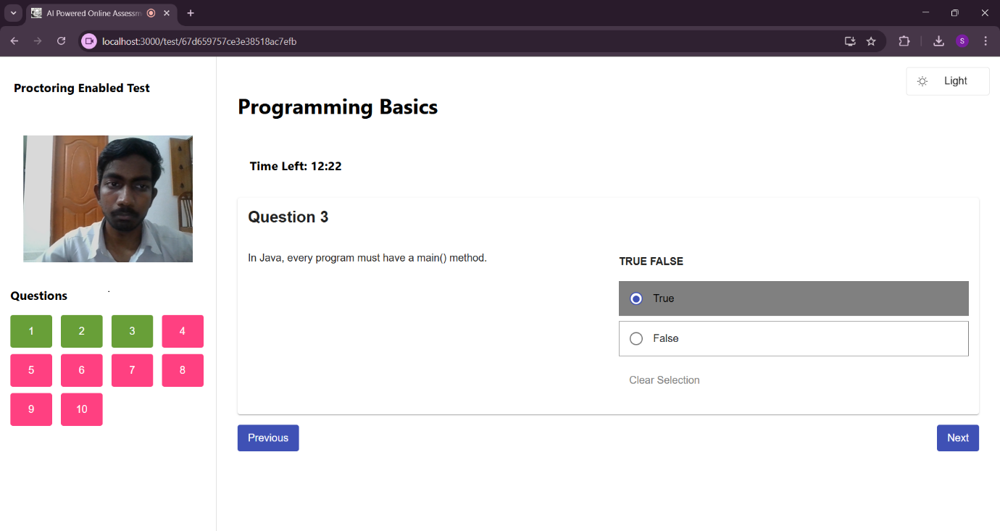 AI Powered Online Assessm
localhost:3000/test/67d659757ce3e38518ac7efb
S
Proctoring Enabled Test
Light
Programming Basics
Time Left: 12:22
Question 3
In Java, every program must have a main() method.
TRUE FALSE
True
False
Clear Selection
Questions
1 2 3 4
5 6 7 8
9 10
Previous
Next